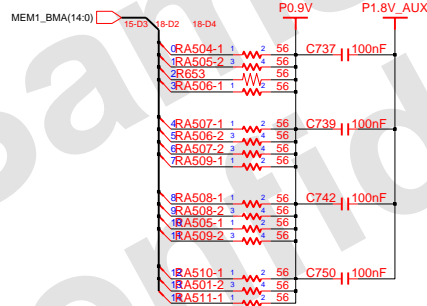 P0.9V P1.8V_AUX
MEM1_BMA(14:0)
15-D3 18-D2 18-D4
0 RA504-1 1 2 56 C737 100nF
1 RA505-2 3 4 56
2 R653 56
3 RA506-1 1 2 56
4 RA507-1 1 2 56 C739 100nF
5 RA506-2 3 4 56
6 RA507-2 3 4 56
7 RA509-1 1 2 56
8 RA508-1 1 2 56 C742 100nF
9 RA508-2 3 4 56
10 RA505-1 1 2 56
11 RA509-2 3 4 56
12 RA510-1 1 2 56 C750 100nF
13 RA501-2 3 4 56
14 RA511-1 1 2 56